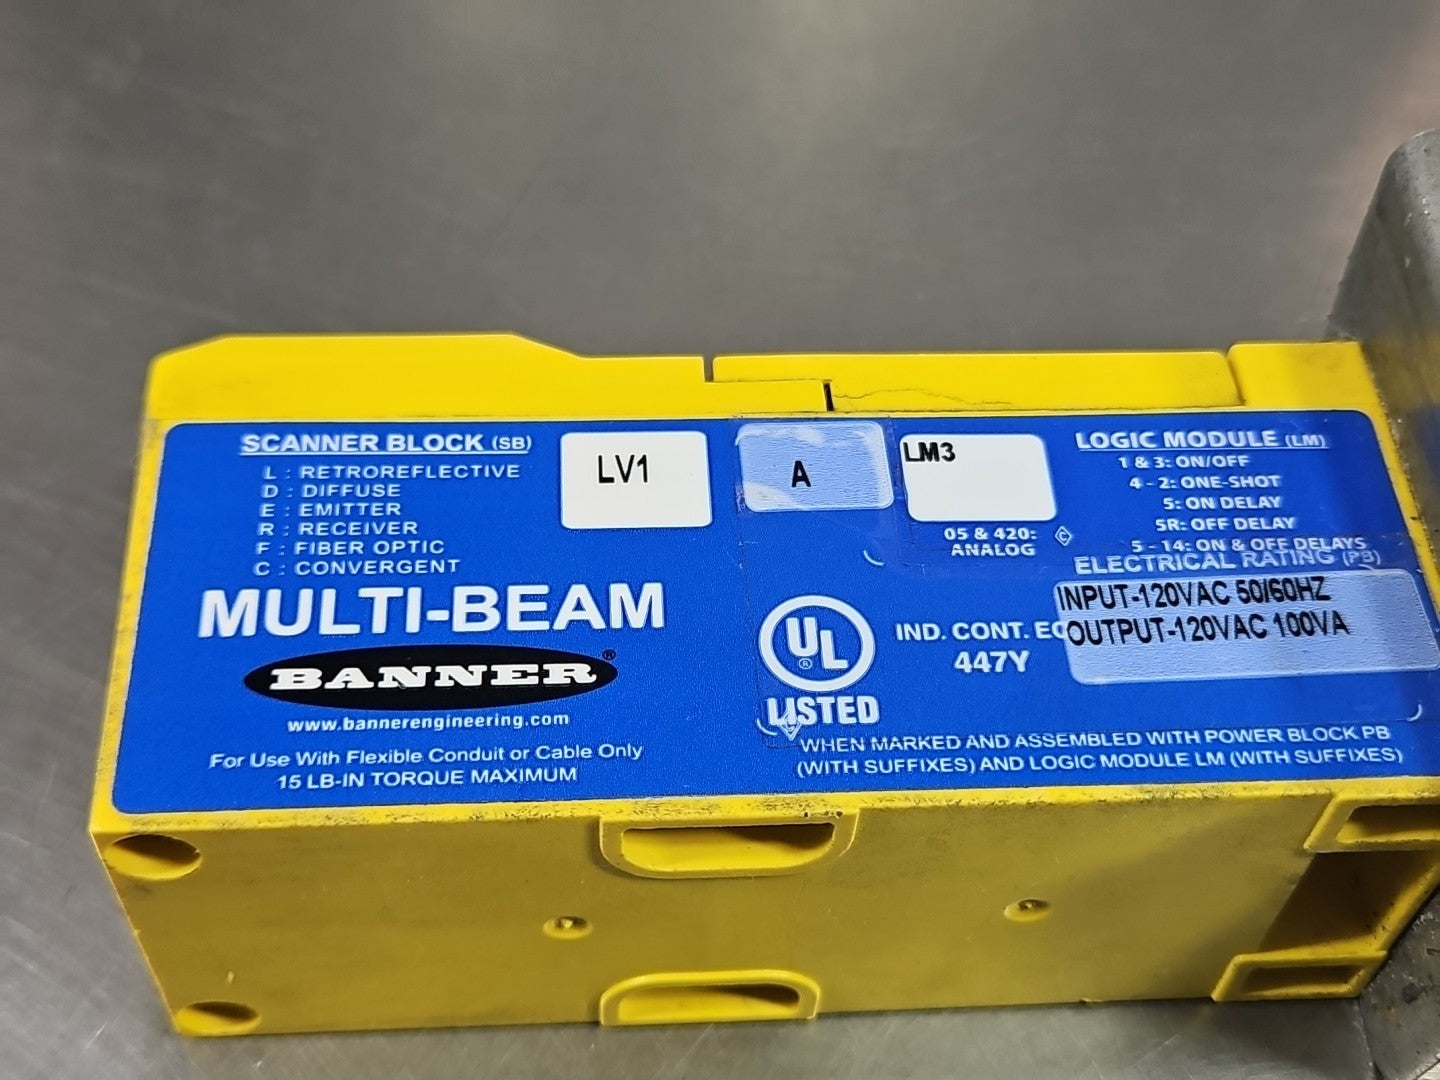 SCANNER BLOCK (SB)
L : RETROREFLECTIVE
D : DIFFUSE
E : EMITTER
R : RECEIVER
F : FIBER OPTIC
C : CONVERGENT
LV1
A
LM3
05 & 420:
ANALOG
LOGIC MODULE (LM)
1 & 3: ON/OFF
4 - 2: ONE-SHOT
5: ON DELAY
5R: OFF DELAY
5 - 14: ON & OFF DELAYS
ELECTRICAL RATING (PB)
INPUT-120VAC 50/60HZ
OUTPUT-120VAC 100VA
MULTI-BEAM
BANNER®
www.bannerengineering.com
For Use With Flexible Conduit or Cable Only
15 LB-IN TORQUE MAXIMUM
UL®
LISTED
IND. CONT. EQ
447Y
WHEN MARKED AND ASSEMBLED WITH POWER BLOCK PB
(WITH SUFFIXES) AND LOGIC MODULE LM (WITH SUFFIXES)